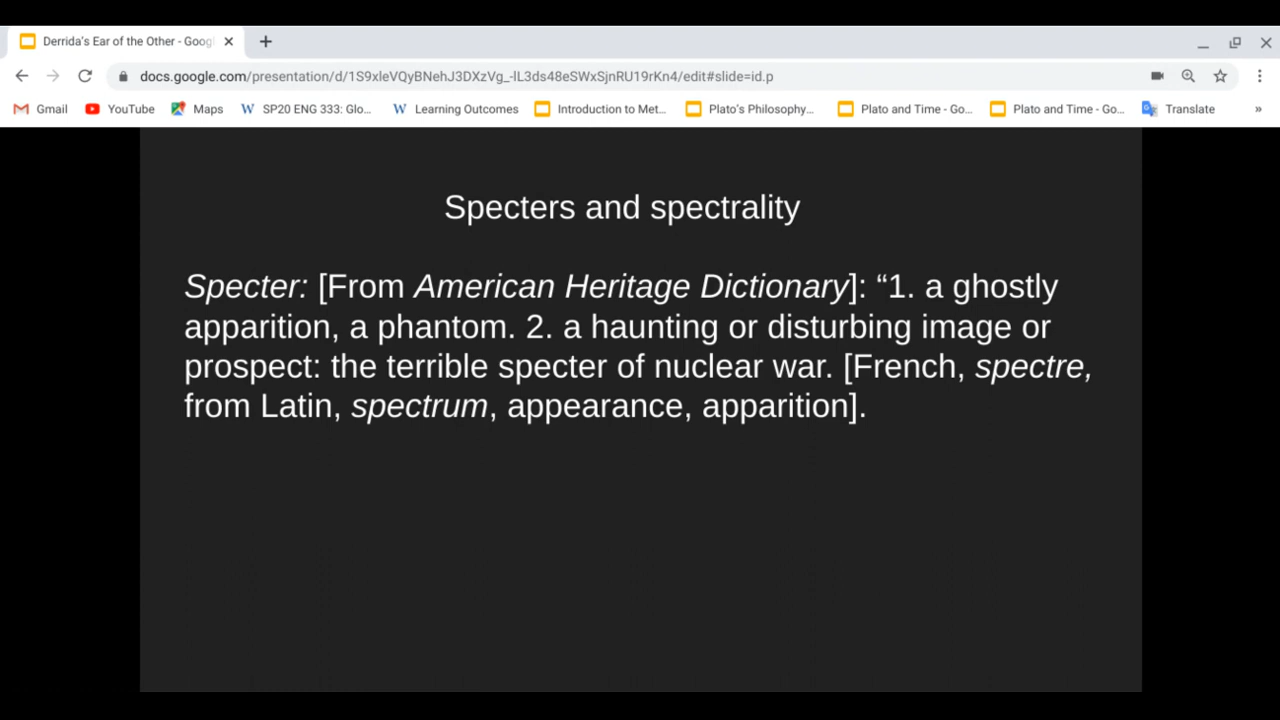 Derrida's Ear of the Other - Goog
docs.google.com/presentation/d/1S9xleVQyBNehJ3DXzVg_-lL3ds48eSWxSjnRU19rKn4/edit#slide=id.p
Gmail YouTube Maps SP20 ENG 333: Glo... Learning Outcomes Introduction to Met... Plato's Philosophy... Plato and Time - Go... Plato and Time - Go... Translate »
Specters and spectrality
Specter: [From American Heritage Dictionary]: “1. a ghostly
apparition, a phantom. 2. a haunting or disturbing image or
prospect: the terrible specter of nuclear war. [French, spectre,
from Latin, spectrum, appearance, apparition].